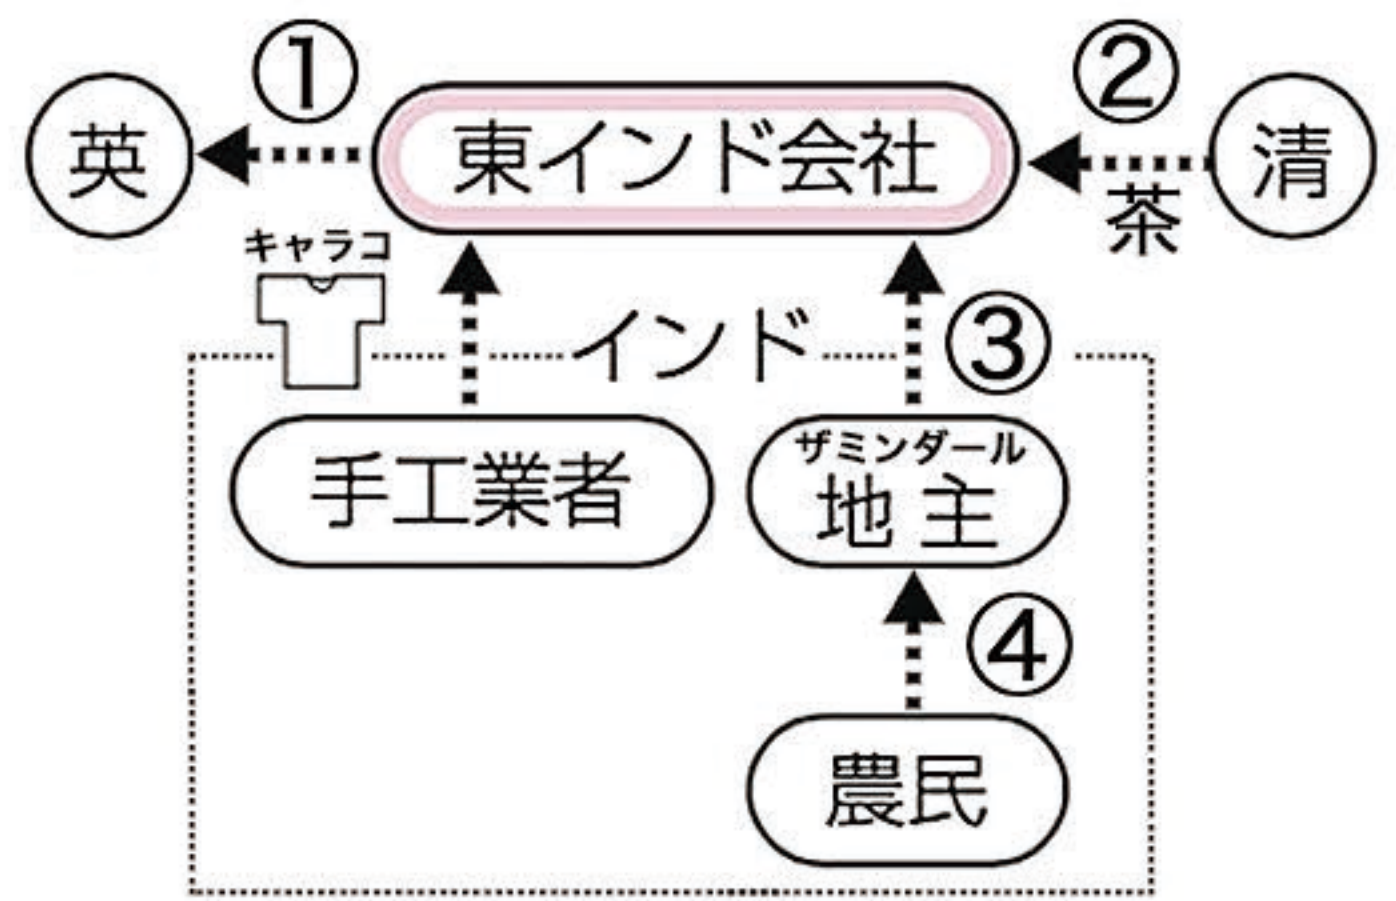 ①
②
英
東インド会社
清
茶
キャラコ
インド
③
手工業者
ザミンダール
地主
④
農民